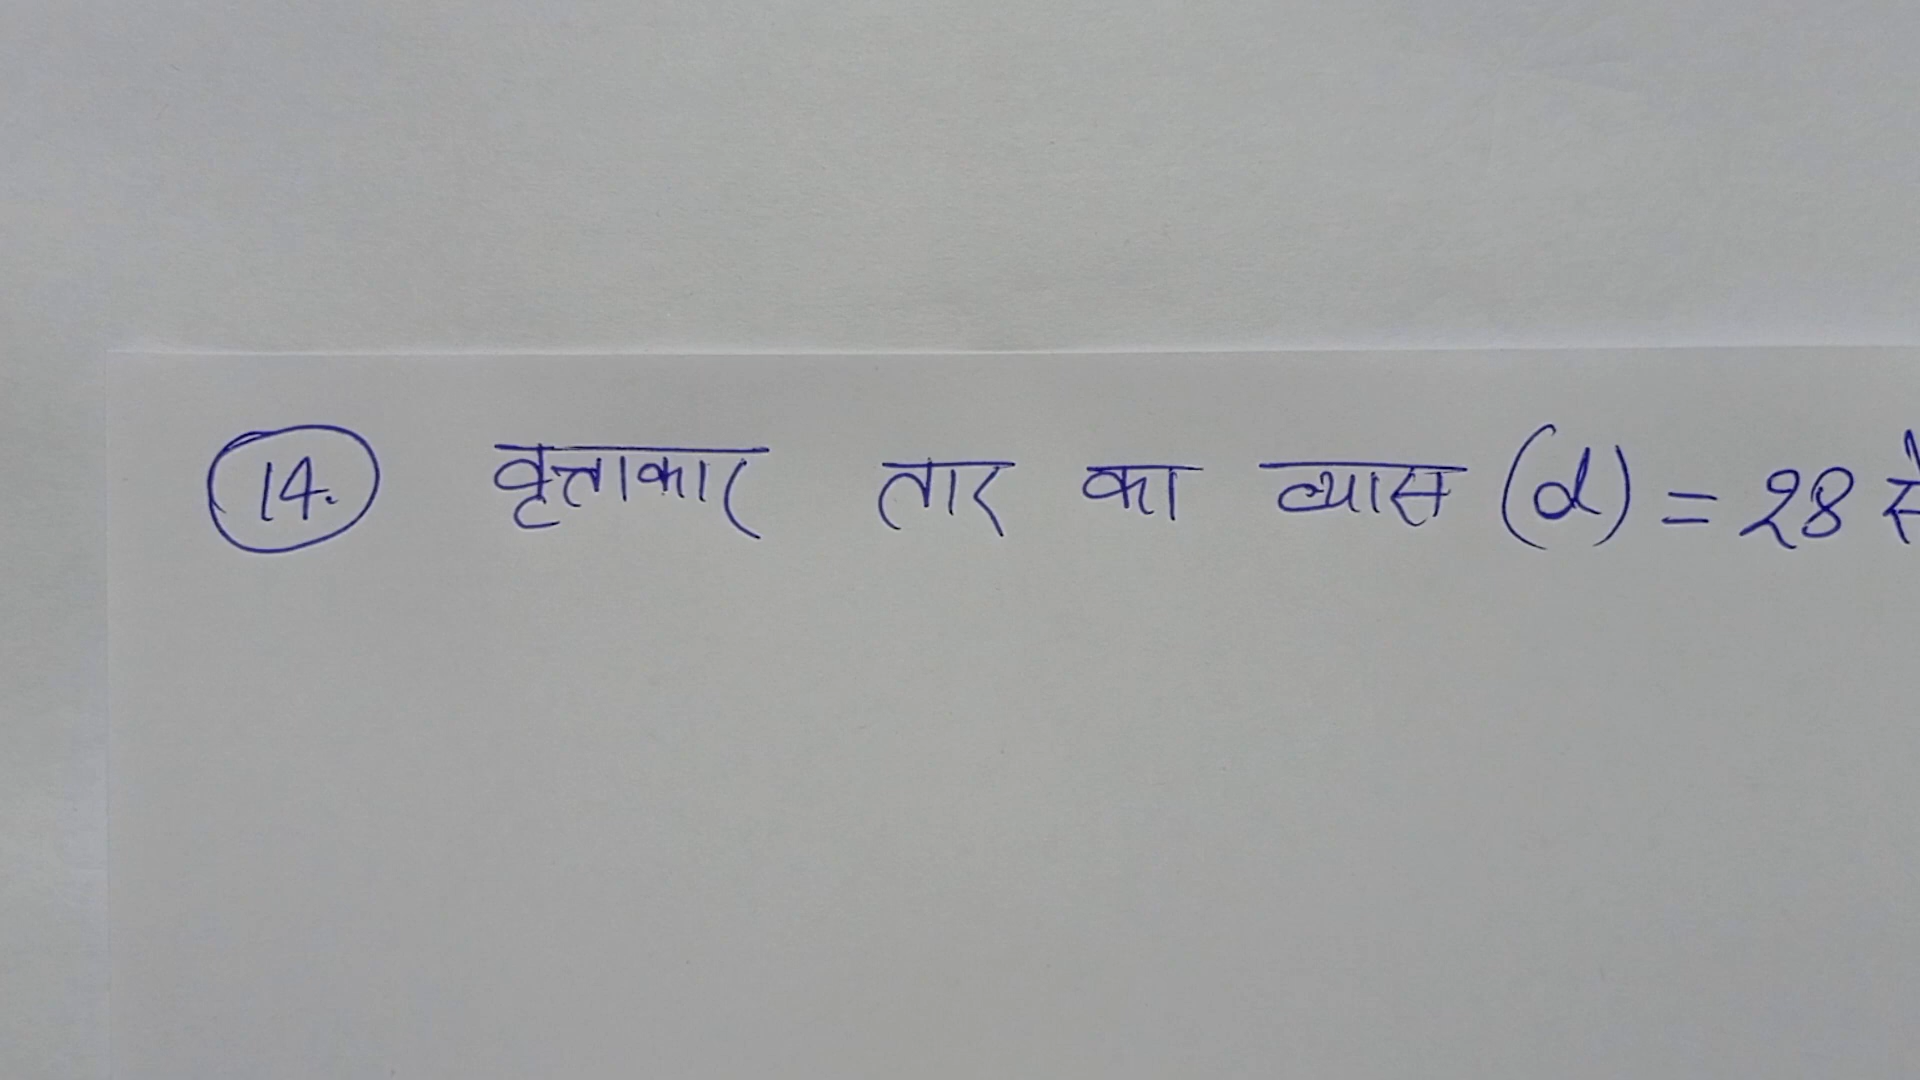 14. वृत्ताकार तार का व्यास (d) = 28